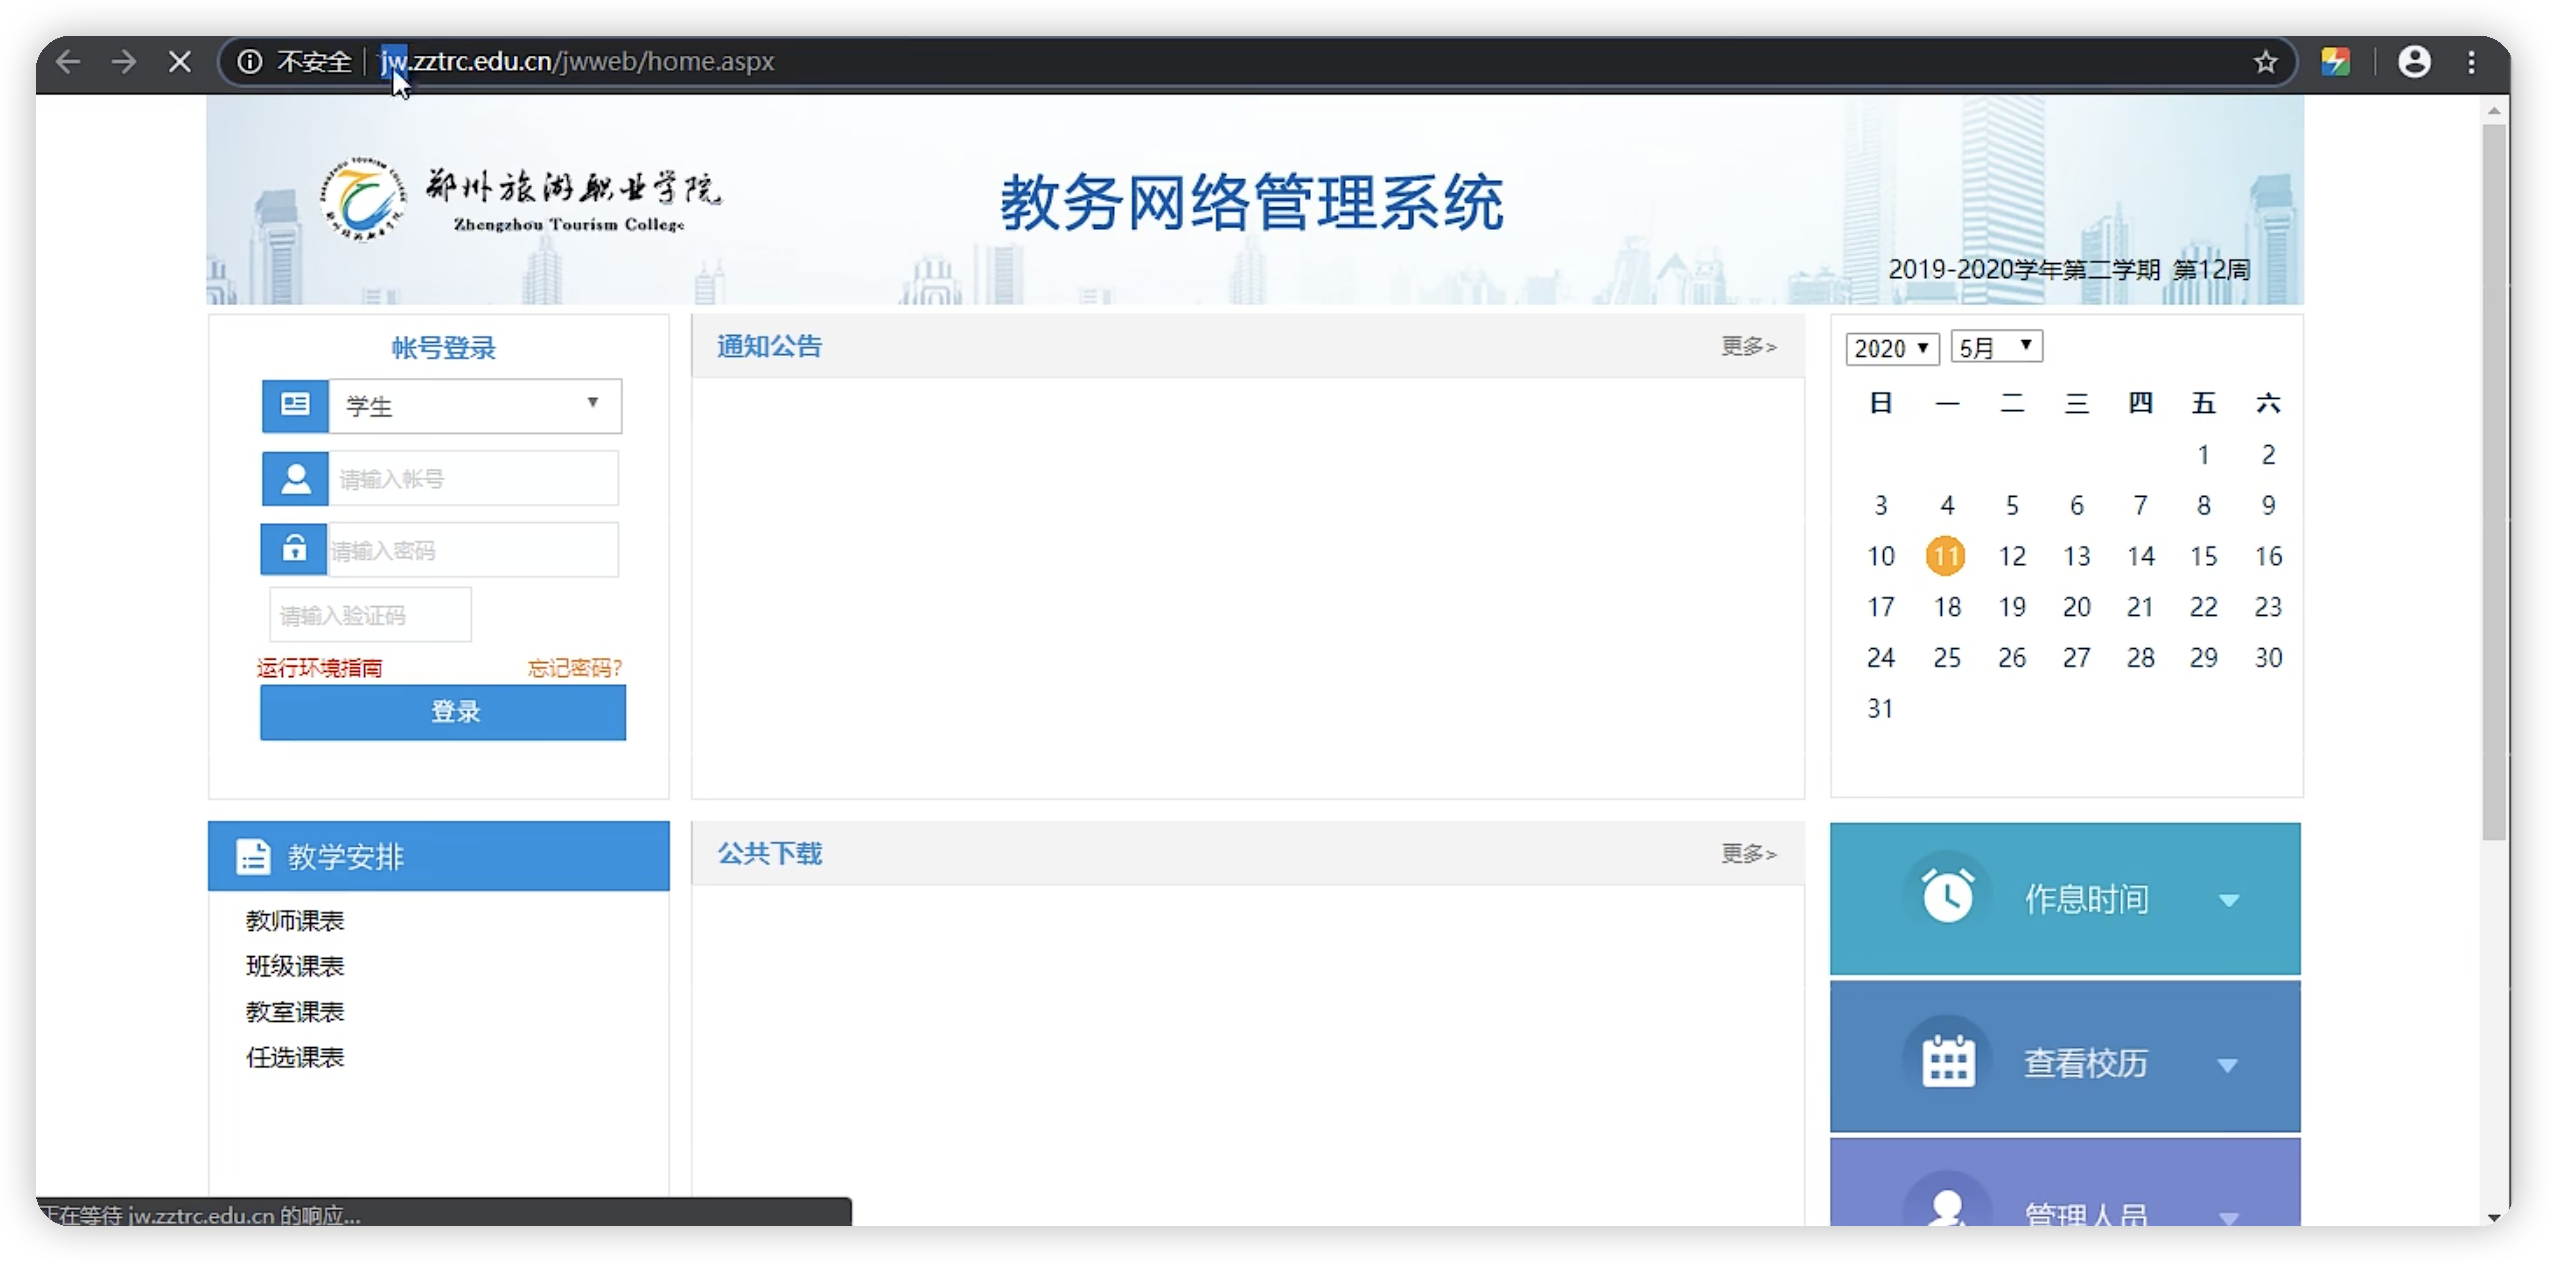 不安全 jw.zztrc.edu.cn/jwweb/home.aspx
郑州旅游职业学院
Zhengzhou Tourism College
教务网络管理系统
2019-2020学年第二学期 第12周
帐号登录
学生
请输入帐号
请输入密码
请输入验证码
运行环境指南 忘记密码?
登录
通知公告 更多>
2020 5月
日 一 二 三 四 五 六
1 2
3 4 5 6 7 8 9
10 11 12 13 14 15 16
17 18 19 20 21 22 23
24 25 26 27 28 29 30
31
教学安排
教师课表
班级课表
教室课表
任选课表
公共下载 更多>
作息时间
查看校历
管理人员
正在等待 jw.zztrc.edu.cn 的响应...